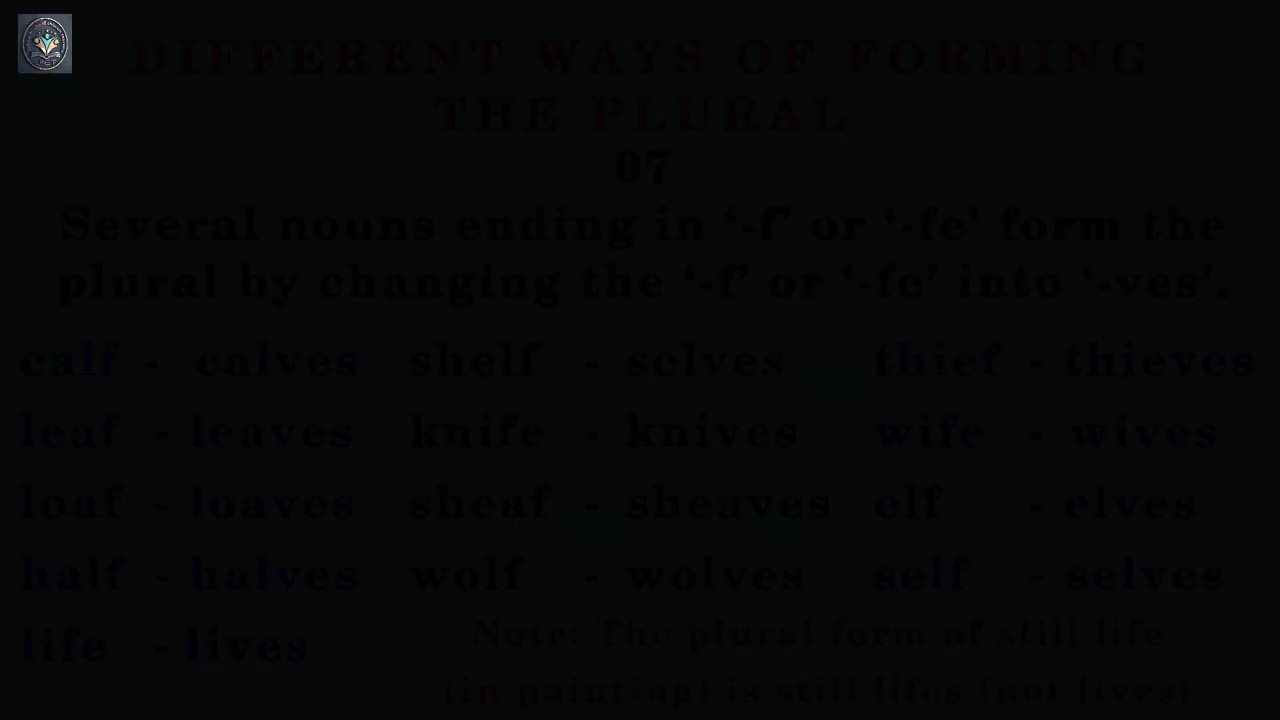 DIFFERENT WAYS OF FORMING
THE PLURAL
07
Several nouns ending in ‘-f’ or ‘-fe’ form the
plural by changing the ‘-f’ or ‘-fe’ into ‘-ves’.
calf - calves shelf - selves thief - thieves
leaf - leaves knife - knives wife - wives
loaf - loaves sheaf - sheaves elf - elves
half - halves wolf - wolves self - selves
life - lives
Note: The plural form of still life
(in painting) is still lifes (not lives)